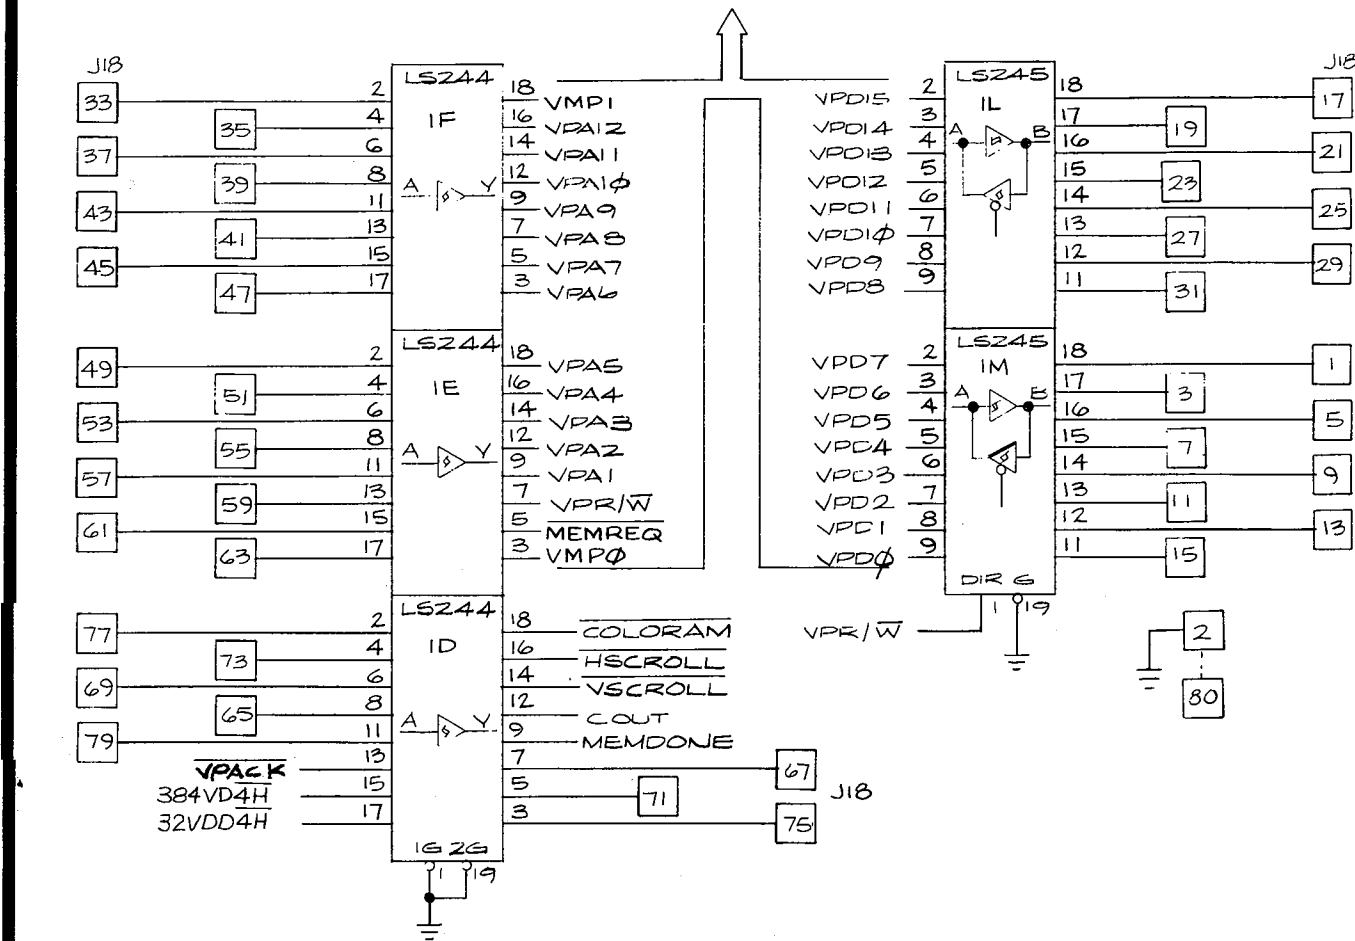 J18
LS244
1F
33 2 18 VMP1
35 4 16 VPA12
37 6 14 VPA11
39 8 12 VPA1Ø
A Y
43 11 9 VPA9
41 13 7 VPA8
45 15 5 VPA7
47 17 3 VPA6
LS244
1E
49 2 18 VPA5
51 4 16 VPA4
53 6 14 VPA3
55 8 12 VPA2
A Y
57 11 9 VPA1
59 13 7 VPR/W̅
61 15 5 M̅E̅M̅R̅E̅Q̅
63 17 3 VMPØ
LS244
1D
77 2 18 C̅O̅L̅O̅R̅A̅M̅
73 4 16 H̅S̅C̅R̅O̅L̅L̅
69 6 14 V̅S̅C̅R̅O̅L̅L̅
65 8 12 COUT
A Y
79 11 9 MEMDONE
V̅P̅A̅C̅K̅ 13 7 67
384VD4̅H̅ 15 5 71
32VDD4̅H̅ 17 3 75
J18
1G 2G
1 19
LS245
1L
J18
VPD15 2 18 17
VPD14 3 17 19
A B
VPD13 4 16 21
VPD12 5 15 23
VPD11 6 14 25
VPD1Ø 7 13 27
VPD9 8 12 29
VPD8 9 11 31
LS245
1M
VPD7 2 18 1
VPD6 3 17 3
A B
VPD5 4 16 5
VPD4 5 15 7
VPD3 6 14 9
VPD2 7 13 11
VPD1 8 12 13
VPDØ 9 11 15
DIR G
1 19
VPR/W̅
2
80